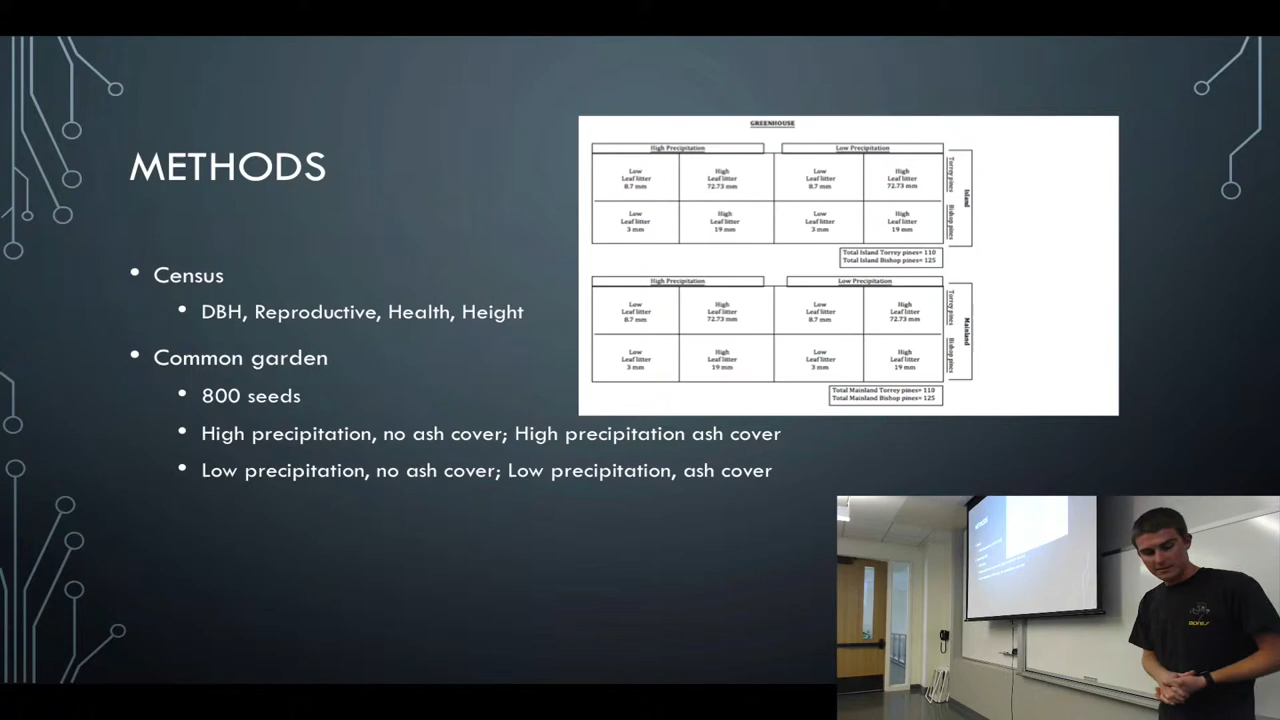 METHODS
• Census
• DBH, Reproductive, Health, Height
• Common garden
• 800 seeds
• High precipitation, no ash cover; High precipitation ash cover
• Low precipitation, no ash cover; Low precipitation, ash cover
GREENHOUSE
High Precipitation
Low Precipitation
Low
Leaf litter
8.7 mm
High
Leaf litter
72.73 mm
Low
Leaf litter
8.7 mm
High
Leaf litter
72.73 mm
Torrey pines
Low
Leaf litter
3 mm
High
Leaf litter
19 mm
Low
Leaf litter
3 mm
High
Leaf litter
19 mm
Bishop pines
Island
Total Island Torrey pines= 110
Total Island Bishop pines= 125
High Precipitation
Low Precipitation
Low
Leaf litter
8.7 mm
High
Leaf litter
72.73 mm
Low
Leaf litter
8.7 mm
High
Leaf litter
72.73 mm
Torrey pines
Low
Leaf litter
3 mm
High
Leaf litter
19 mm
Low
Leaf litter
3 mm
High
Leaf litter
19 mm
Bishop pines
Mainland
Total Mainland Torrey pines= 110
Total Mainland Bishop pines= 125
METHODS